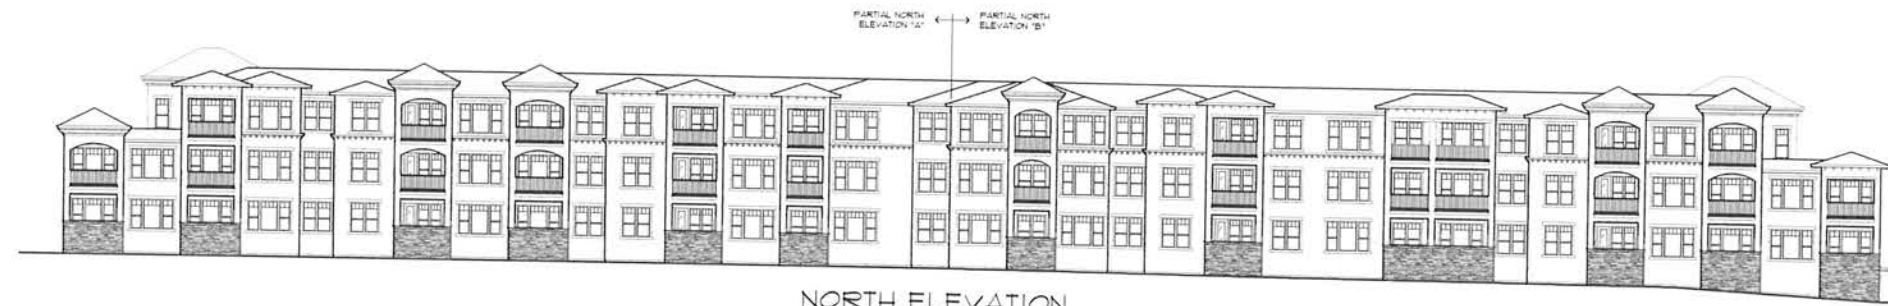 PARTIAL NORTH
ELEVATION "A"
PARTIAL NORTH
ELEVATION "B"
NORTH ELEVATION